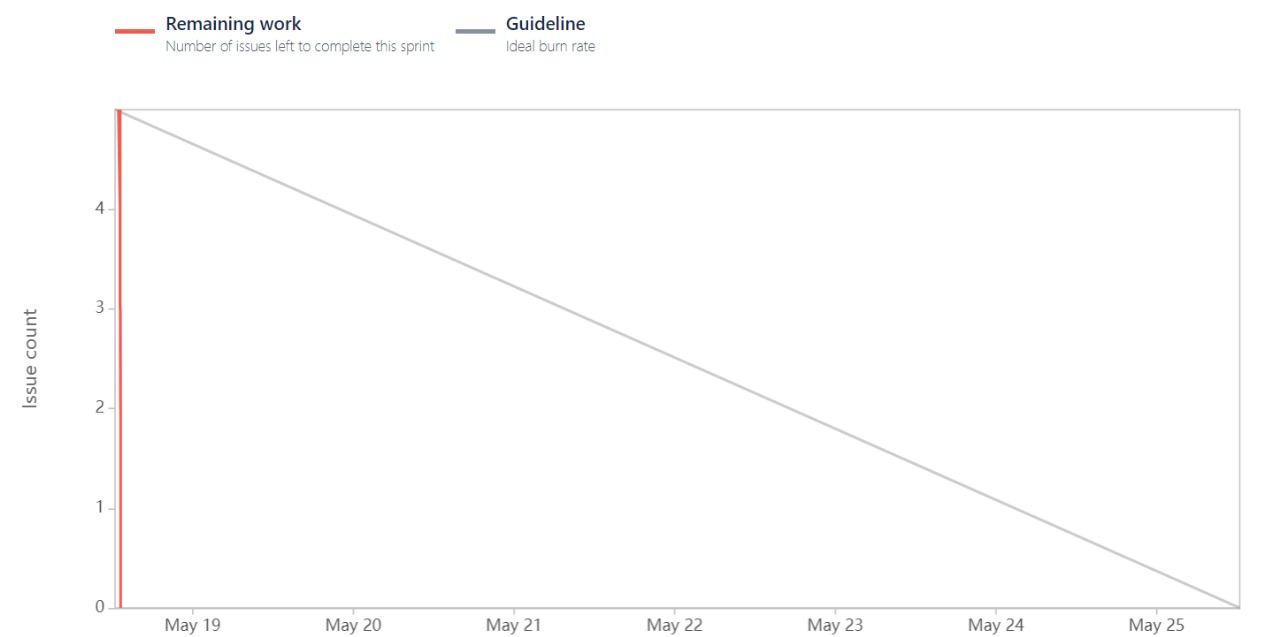 Remaining work
Number of issues left to complete this sprint
Guideline
Ideal burn rate
4
3
2
1
0
Issue count
May 19
May 20
May 21
May 22
May 23
May 24
May 25